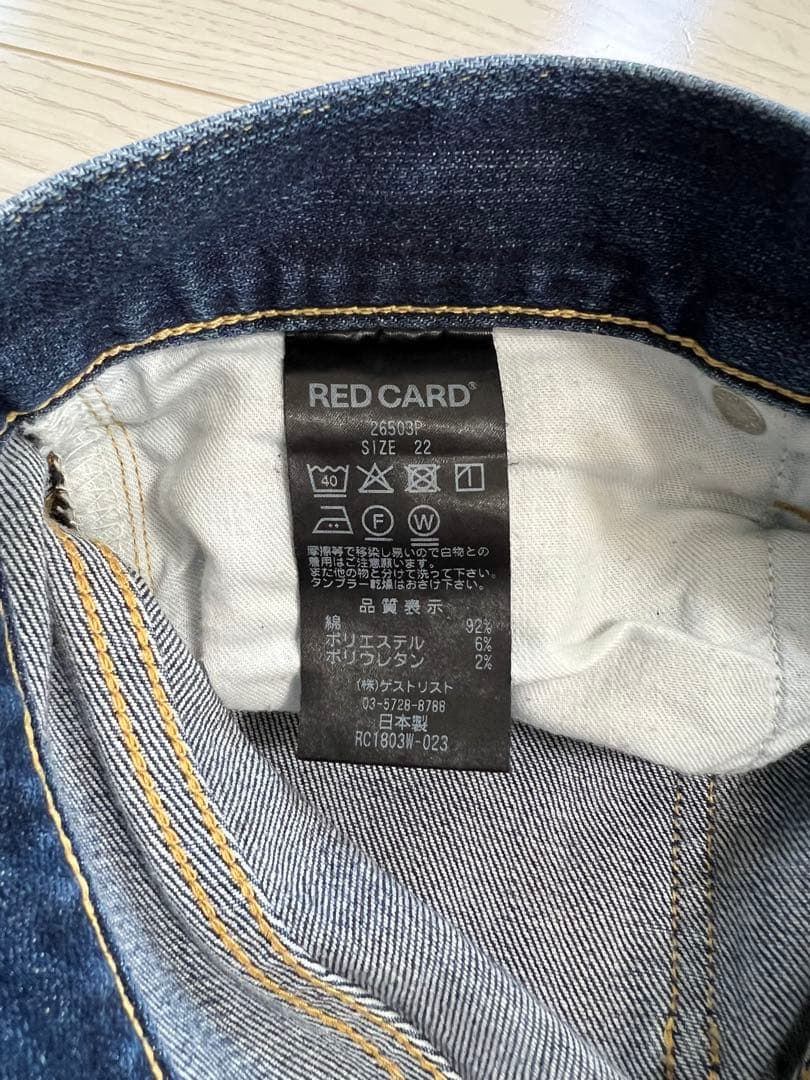 RED CARD®
26503P
SIZE 22
40
F W
摩擦等で移染し易いので白物との
着用はご注意願います。
また他の物と分けて洗って下さい。
タンブラー乾燥はおさけ下さい。
品質表示
綿 92%
ポリエステル 6%
ポリウレタン 2%
(株)ゲストリスト
03-5728-8788
日本製
RC1803W-023